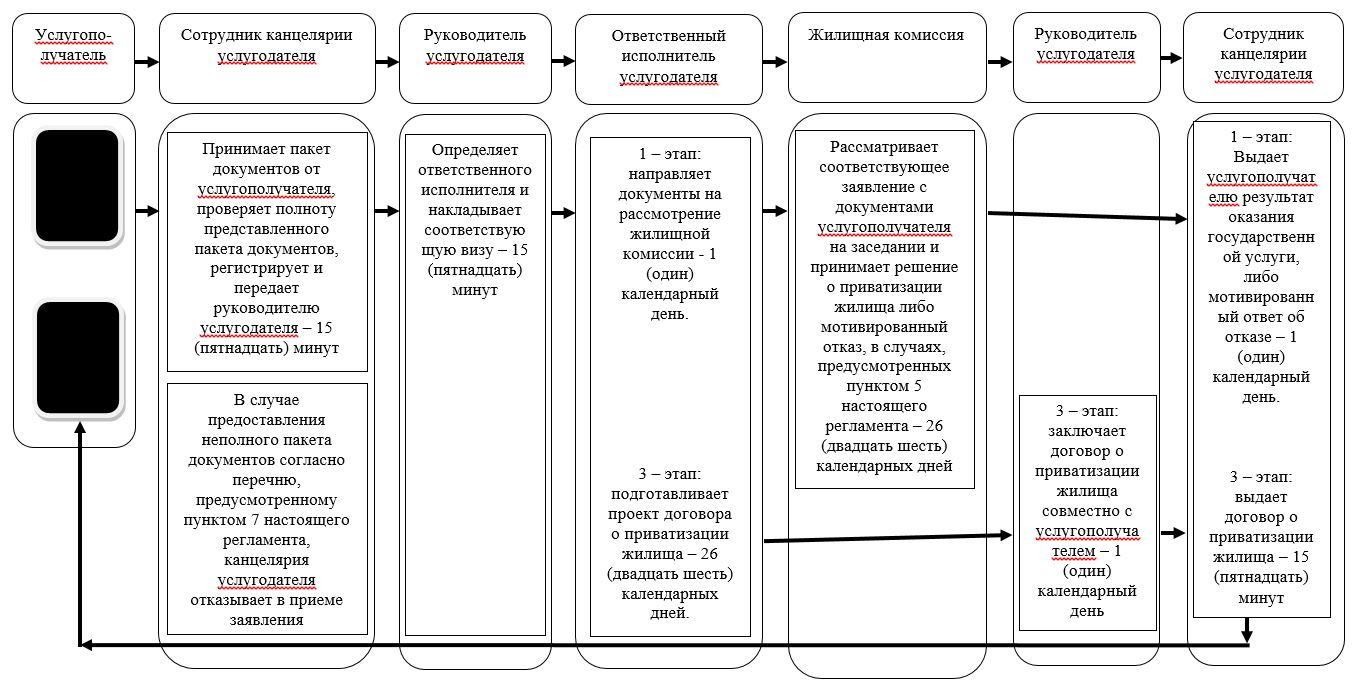 Услугопо-
лучатель
Сотрудник канцелярии
услугодателя
Руководитель
услугодателя
Ответственный
исполнитель
услугодателя
Жилищная комиссия
Руководитель
услугодателя
Сотрудник
канцелярии
услугодателя
Принимает пакет
документов от
услугополучателя,
проверяет полноту
представленного
пакета документов,
регистрирует и
передает
руководителю
услугодателя – 15
(пятнадцать) минут
В случае
предоставления
неполного пакета
документов согласно
перечню,
предусмотренному
пунктом 7 настоящего
регламента,
канцелярия
услугодателя
отказывает в приеме
заявления
Определяет
ответственного
исполнителя и
накладывает
соответствую
щую визу – 15
(пятнадцать)
минут
1 – этап:
направляет
документы на
рассмотрение
жилищной
комиссии - 1
(один)
календарный
день.
3 – этап:
подготавливает
проект договора
о приватизации
жилища – 26
(двадцать шесть)
календарных
дней.
Рассматривает
соответствующее
заявление с
документами
услугополучателя
на заседании и
принимает решение
о приватизации
жилища либо
мотивированный
отказ, в случаях,
предусмотренных
пунктом 5
настоящего
регламента – 26
(двадцать шесть)
календарных дней
3 – этап:
заключает
договор о
приватизации
жилища
совместно с
услугополуча
телем – 1
(один)
календарный
день
1 – этап:
Выдает
услугополучат
елю результат
оказания
государственн
ой услуги,
либо
мотивированн
ый ответ об
отказе – 1
(один)
календарный
день.
3 – этап:
выдает
договор о
приватизации
жилища – 15
(пятнадцать)
минут